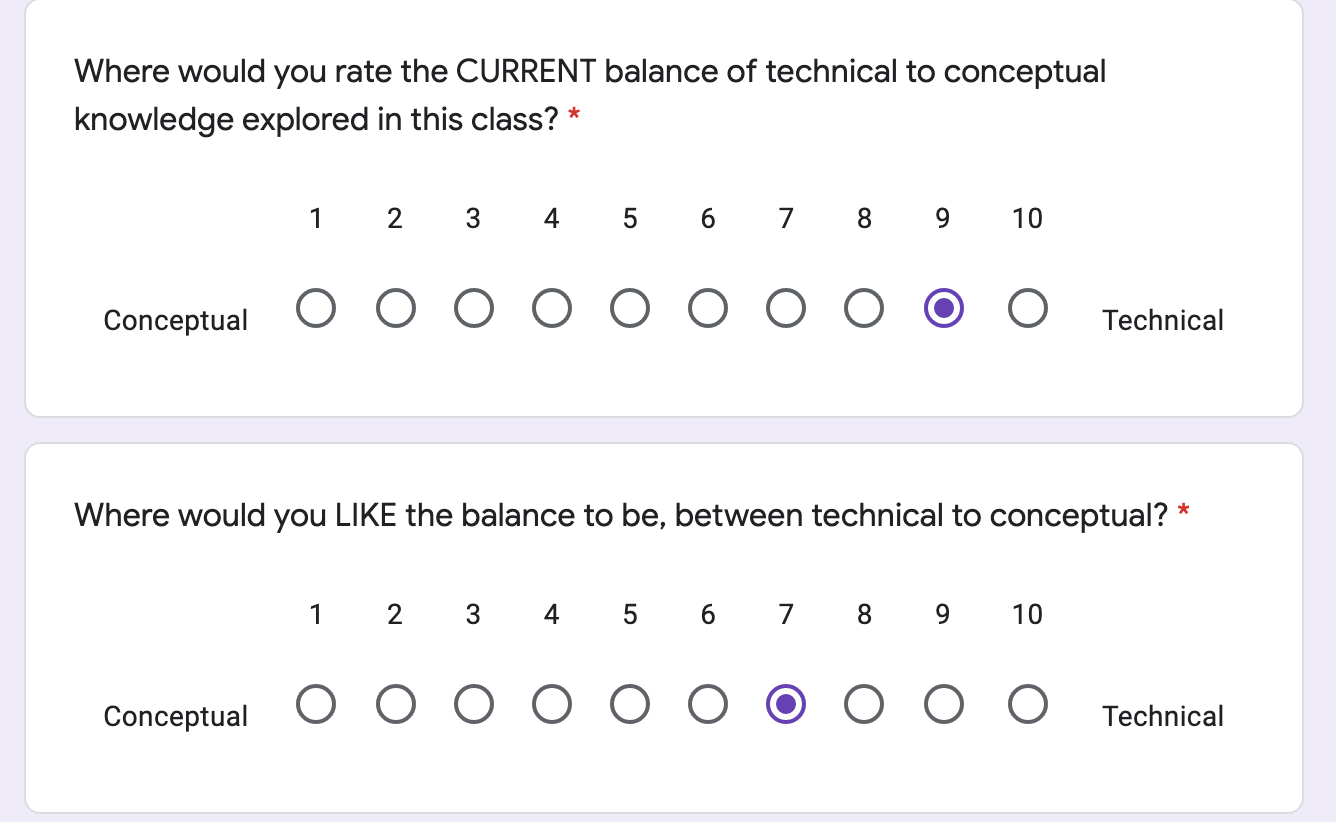 Where would you rate the CURRENT balance of technical to conceptual
knowledge explored in this class? *
1 2 3 4 5 6 7 8 9 10
Conceptual Technical
Where would you LIKE the balance to be, between technical to conceptual? *
1 2 3 4 5 6 7 8 9 10
Conceptual Technical